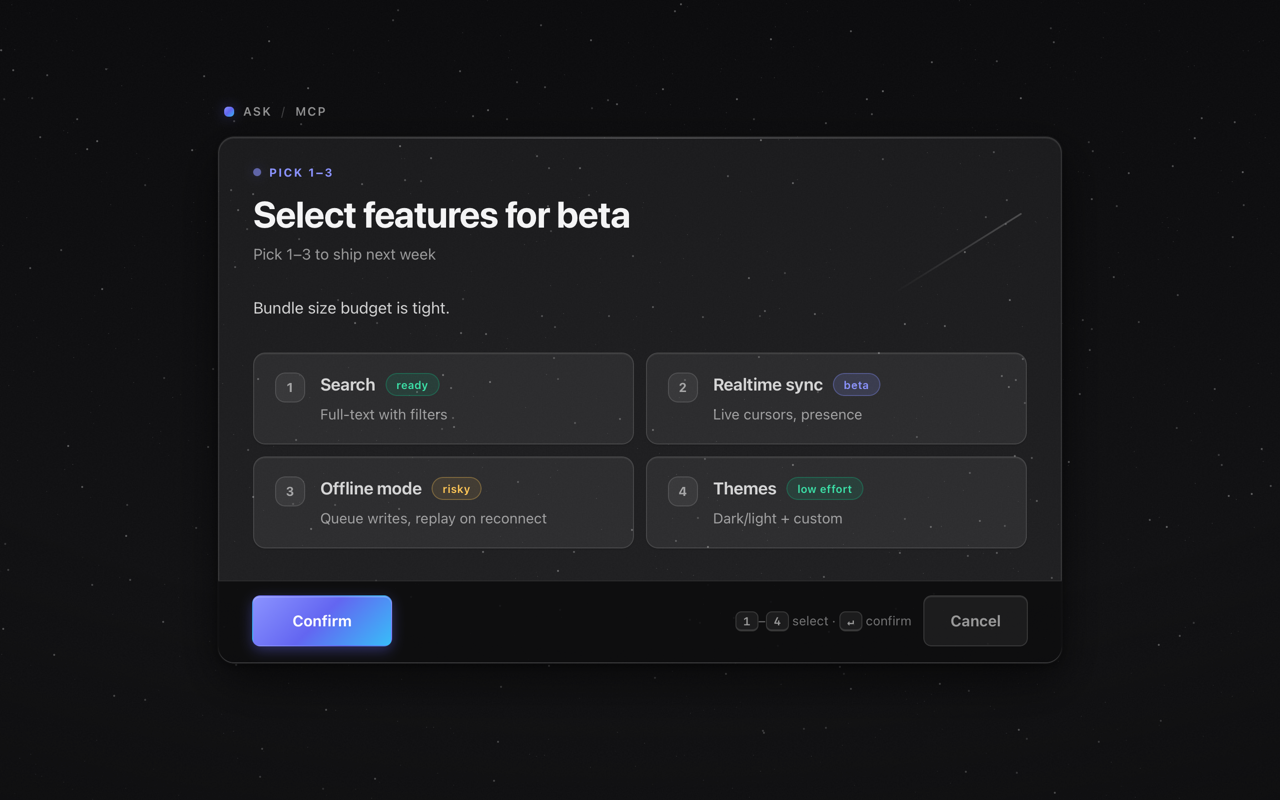 ASK / MCP
PICK 1–3
Select features for beta
Pick 1–3 to ship next week
Bundle size budget is tight.
1 Search ready
Full-text with filters
2 Realtime sync beta
Live cursors, presence
3 Offline mode risky
Queue writes, replay on reconnect
4 Themes low effort
Dark/light + custom
Confirm
1–4 select · ↵ confirm
Cancel